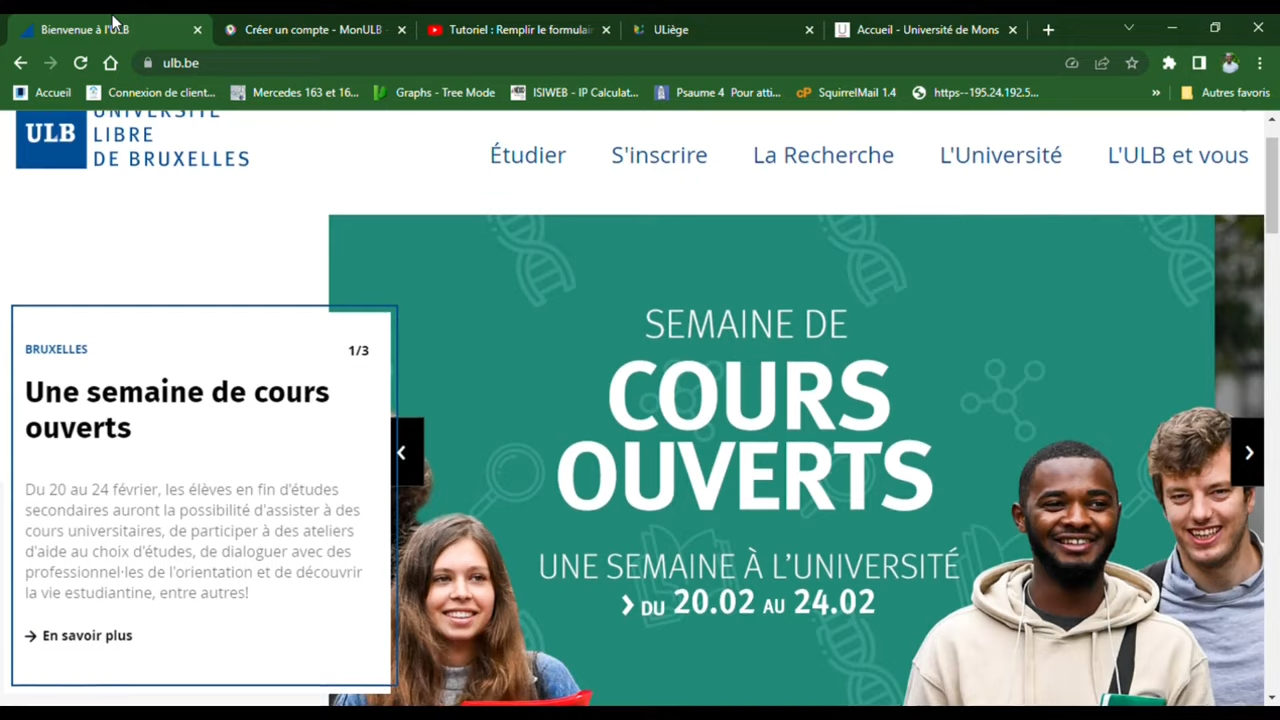 Bienvenue à l'ULB
Créer un compte - MonULB
Tutoriel : Remplir le formulair
ULiège
Accueil - Université de Mons
ulb.be
Accueil
Connexion de client...
Mercedes 163 et 16...
Graphs - Tree Mode
ISIWEB - IP Calculat...
Psaume 4 Pour atti...
cP SquirrelMail 1.4
https--195.24.192.5...
»
Autres favoris
ULB
UNIVERSITÉ
LIBRE
DE BRUXELLES
Étudier
S'inscrire
La Recherche
L'Université
L'ULB et vous
BRUXELLES
1/3
Une semaine de cours
ouverts
Du 20 au 24 février, les élèves en fin d'études
secondaires auront la possibilité d'assister à des
cours universitaires, de participer à des ateliers
d'aide au choix d'études, de dialoguer avec des
professionnel·les de l'orientation et de découvrir
la vie estudiantine, entre autres!
→ En savoir plus
SEMAINE DE
COURS
OUVERTS
UNE SEMAINE À L'UNIVERSITÉ
DU 20.02 AU 24.02